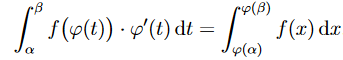 ∫_α^β f(φ(t)) · φ′(t) dt = ∫_{φ(α)}^{φ(β)} f(x) dx